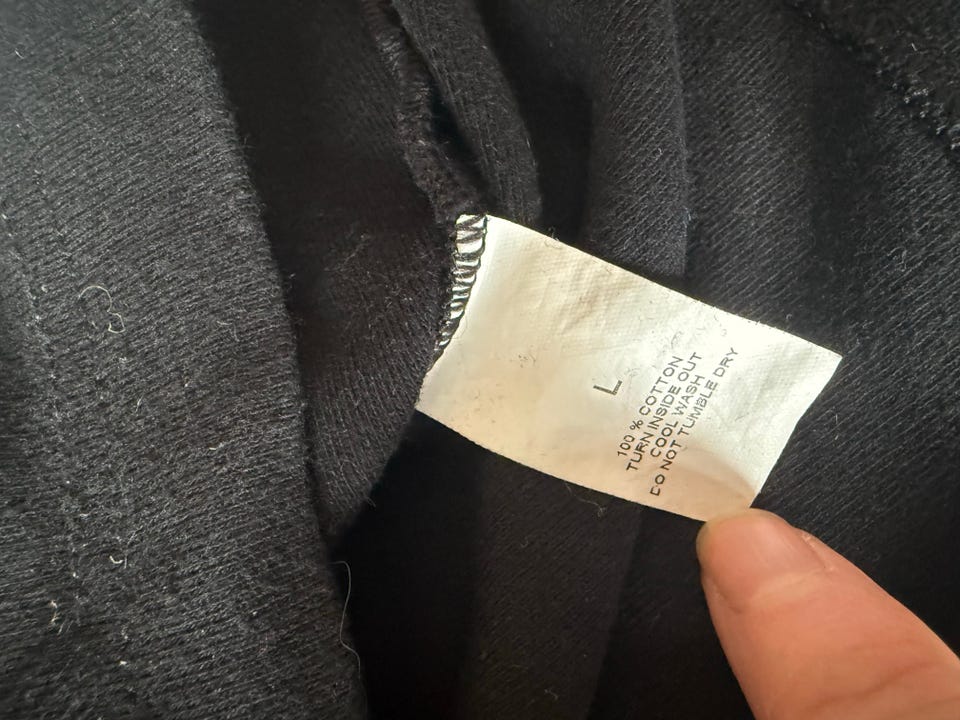 L
100 % COTTON
TURN INSIDE OUT
COOL WASH
DO NOT TUMBLE DRY